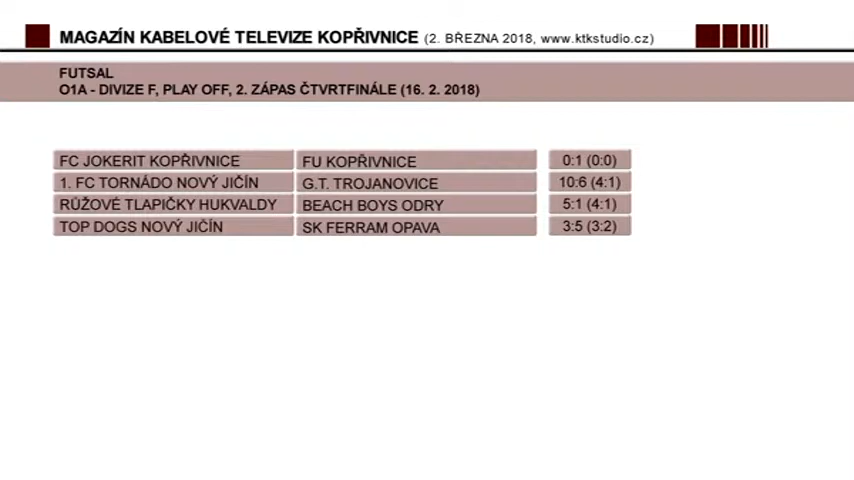 MAGAZÍN KABELOVÉ TELEVIZE KOPŘIVNICE (2. BŘEZNA 2018, www.ktkstudio.cz)
FUTSAL
O1A - DIVIZE F, PLAY OFF, 2. ZÁPAS ČTVRTFINÁLE (16. 2. 2018)
FC JOKERIT KOPŘIVNICE FU KOPŘIVNICE 0:1 (0:0)
1. FC TORNÁDO NOVÝ JIČÍN G.T. TROJANOVICE 10:6 (4:1)
RŮŽOVÉ TLAPIČKY HUKVALDY BEACH BOYS ODRY 5:1 (4:1)
TOP DOGS NOVÝ JIČÍN SK FERRAM OPAVA 3:5 (3:2)